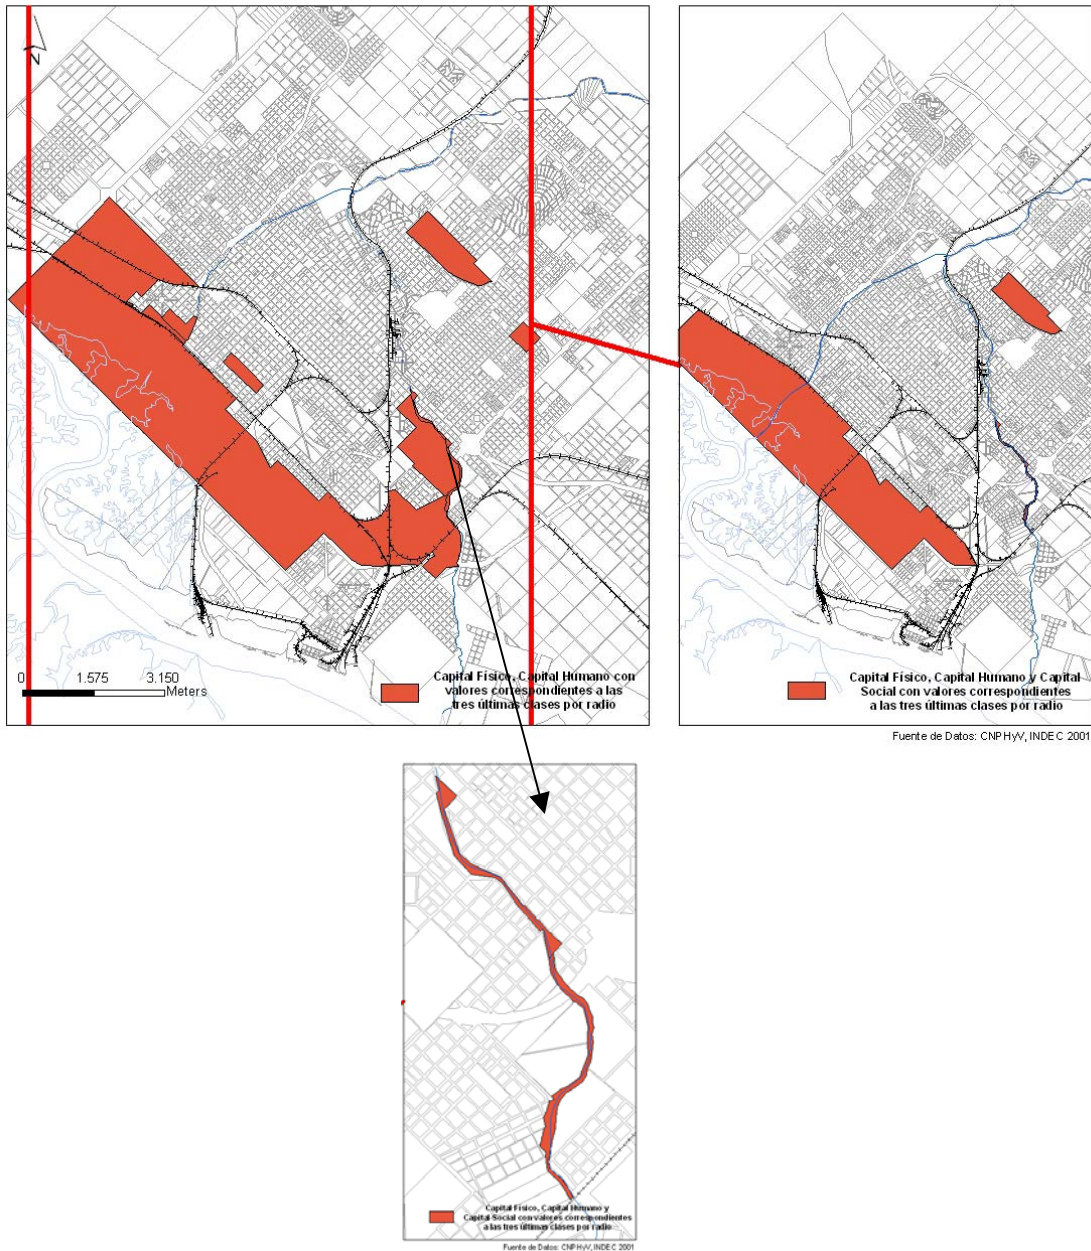 N
0 1.575 3.150
Meters
Capital Físico, Capital Humano con
valores correspondientes a las
tres últimas clases por radio
Capital Físico, Capital Humano y Capital
Social con valores correspondientes
a las tres últimas clases por radio
Fuente de Datos: CNPHyV, INDEC 2001
Capital Físico, Capital Humano y
Capital Social con valores correspondientes
a las tres últimas clases por radio
Fuente de Datos: CNPHyV, INDEC 2001